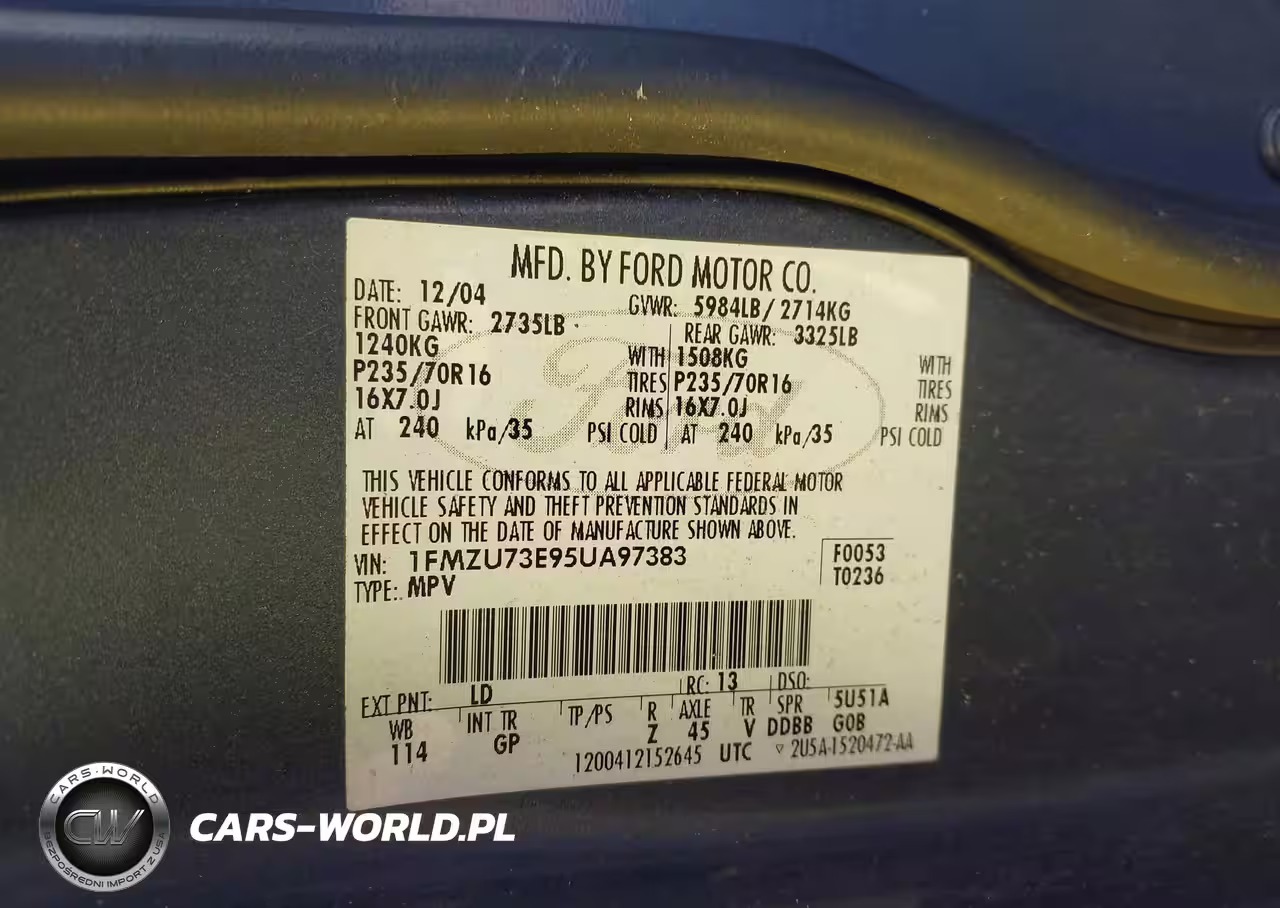 MFD. BY FORD MOTOR CO.
DATE: 12/04 GVWR: 5984LB/ 2714KG
FRONT GAWR: 2735LB REAR GAWR: 3325LB
1240KG WITH 1508KG WITH
P235/70R16 TIRES P235/70R16 TIRES
16X7.0J RIMS 16X7.0J RIMS
AT 240 kPa/35 PSI COLD AT 240 kPa/35 PSI COLD
Ford
THIS VEHICLE CONFORMS TO ALL APPLICABLE FEDERAL MOTOR
VEHICLE SAFETY AND THEFT PREVENTION STANDARDS IN
EFFECT ON THE DATE OF MANUFACTURE SHOWN ABOVE.
VIN: 1FMZU73E95UA97383 F0053
TYPE: MPV T0236
EXT PNT: LD RC: 13 DSO:
WB INT TR TP/PS R AXLE TR SPR 5U51A
114 GP Z 45 V DDBB GOB
1200412152645 UTC ▽ 2U5A-1520472-AA
CARS-WORLD
CW
BEZPOŚREDNI IMPORT Z USA
CARS-WORLD.PL